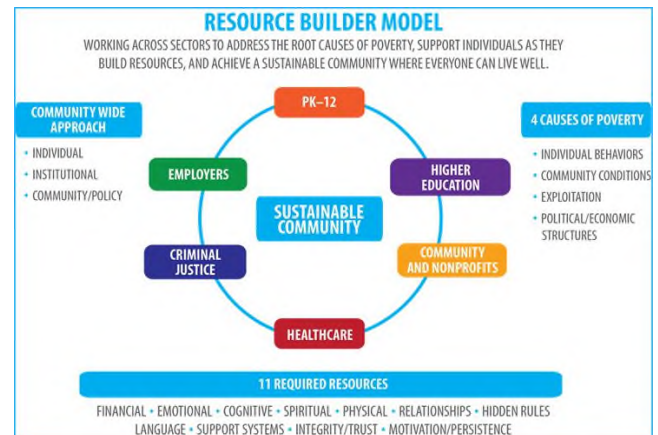 RESOURCE BUILDER MODEL
WORKING ACROSS SECTORS TO ADDRESS THE ROOT CAUSES OF POVERTY, SUPPORT INDIVIDUALS AS THEY
BUILD RESOURCES, AND ACHIEVE A SUSTAINABLE COMMUNITY WHERE EVERYONE CAN LIVE WELL.
PK–12
COMMUNITY WIDE
APPROACH
• INDIVIDUAL
• INSTITUTIONAL
• COMMUNITY/POLICY
4 CAUSES OF POVERTY
• INDIVIDUAL BEHAVIORS
• COMMUNITY CONDITIONS
• EXPLOITATION
• POLITICAL/ECONOMIC
STRUCTURES
EMPLOYERS
HIGHER
EDUCATION
SUSTAINABLE
COMMUNITY
CRIMINAL
JUSTICE
COMMUNITY
AND NONPROFITS
HEALTHCARE
11 REQUIRED RESOURCES
FINANCIAL • EMOTIONAL • COGNITIVE • SPIRITUAL • PHYSICAL • RELATIONSHIPS • HIDDEN RULES
LANGUAGE • SUPPORT SYSTEMS • INTEGRITY/TRUST • MOTIVATION/PERSISTENCE